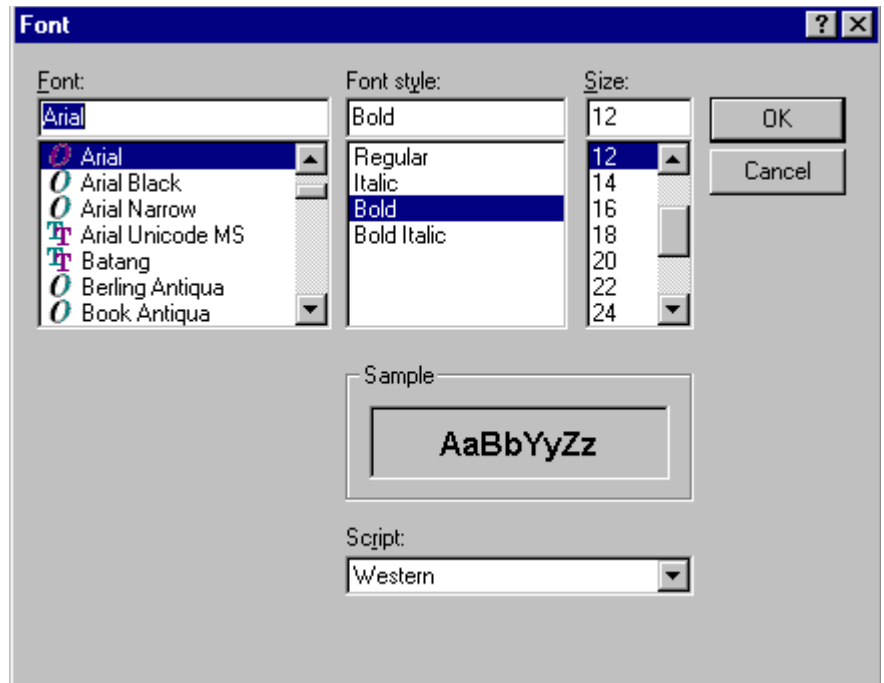 Font
Font: Font style: Size:
Arial Bold 12 OK
Arial Regular 12
Arial Black Italic 14 Cancel
Arial Narrow Bold 16
Arial Unicode MS Bold Italic 18
Batang 20
Berling Antiqua 22
Book Antiqua 24
Sample
AaBbYyZz
Script:
Western